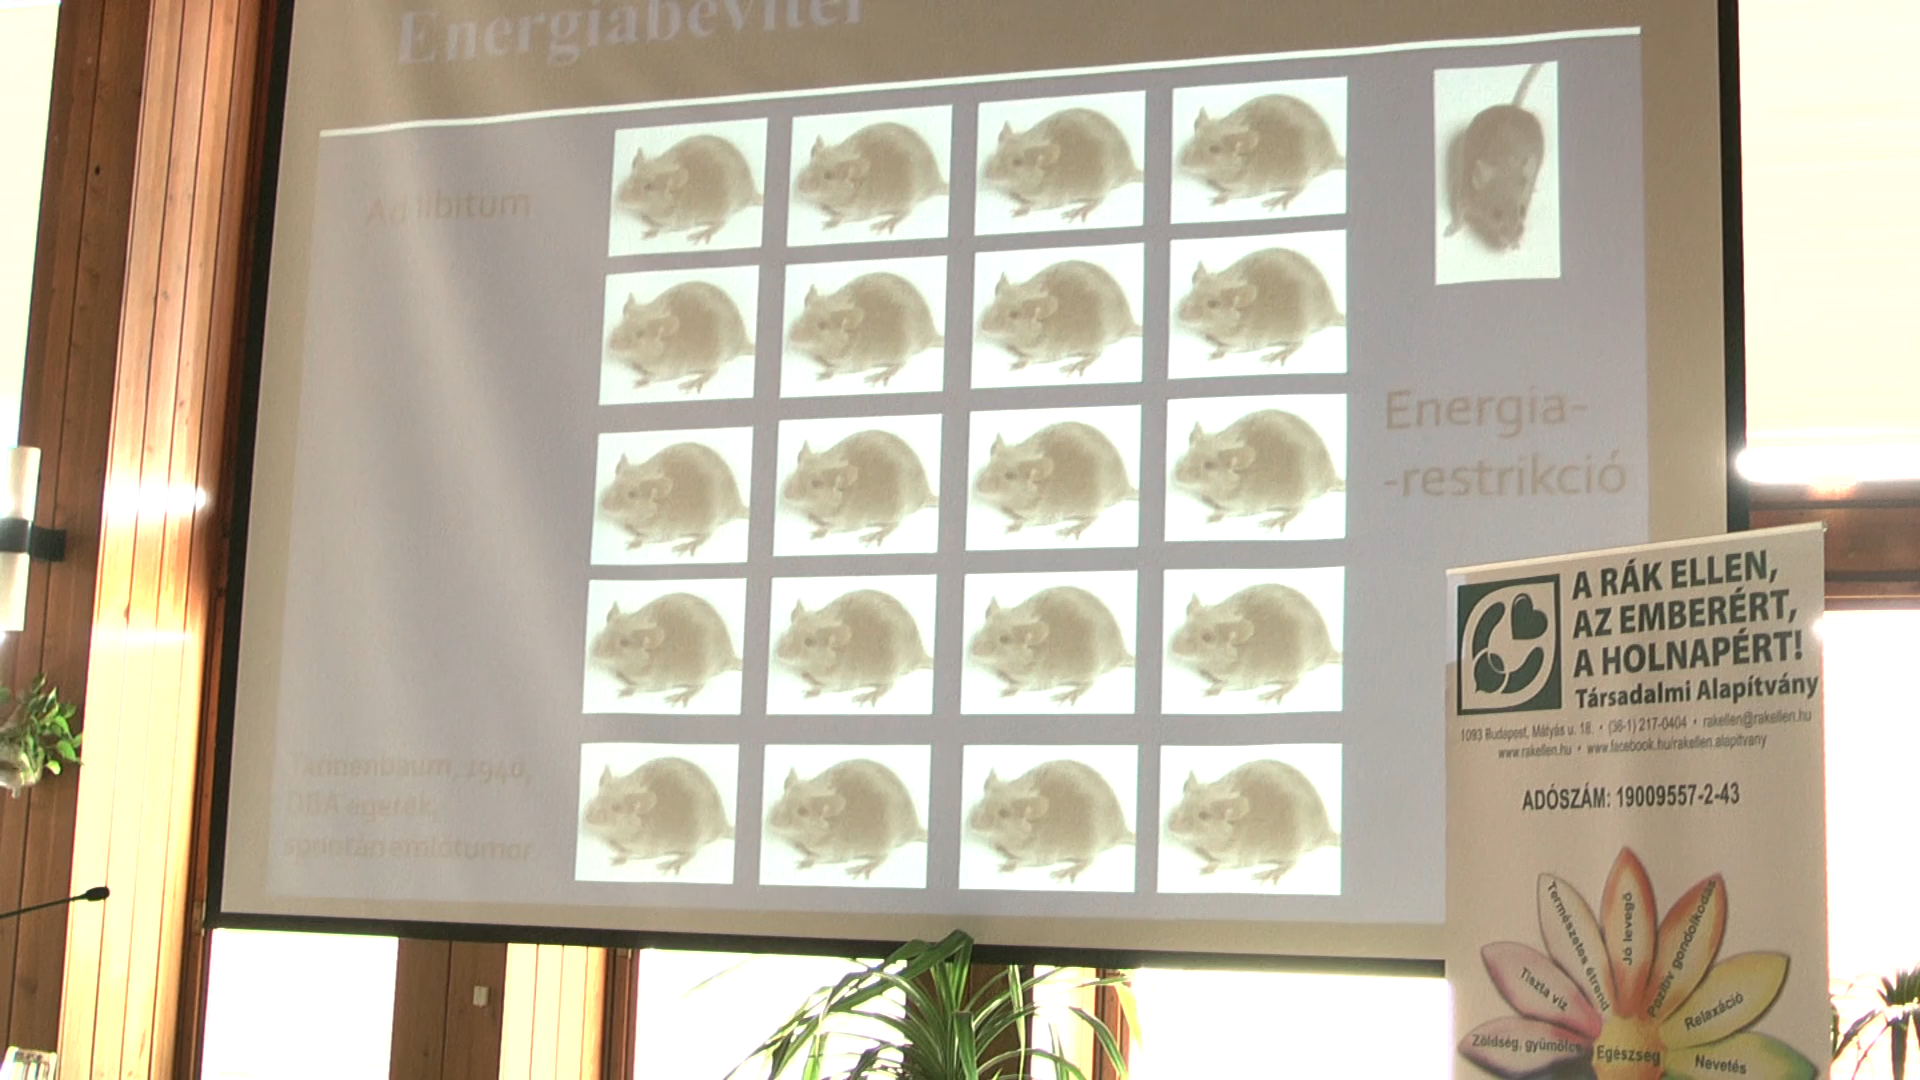 Energiabevitel
Ad libitum
Energia-
-restrikció
Tannenbaum, 1940,
DBA egerek,
spontán emlőtumor
A RÁK ELLEN,
AZ EMBERÉRT,
A HOLNAPÉRT!
Társadalmi Alapítvány
1093 Budapest, Mátyás u. 18. • (36-1) 217-0404 • rakellen@rakellen.hu
www.rakellen.hu • www.facebook.hu/rakellen.alapitvany
ADÓSZÁM: 19009557-2-43
Természetes étrend
Jó levegő
Pozitív gondolkodás
Tiszta víz
Relaxáció
Zöldség, gyümölcs
Egészség
Nevetés